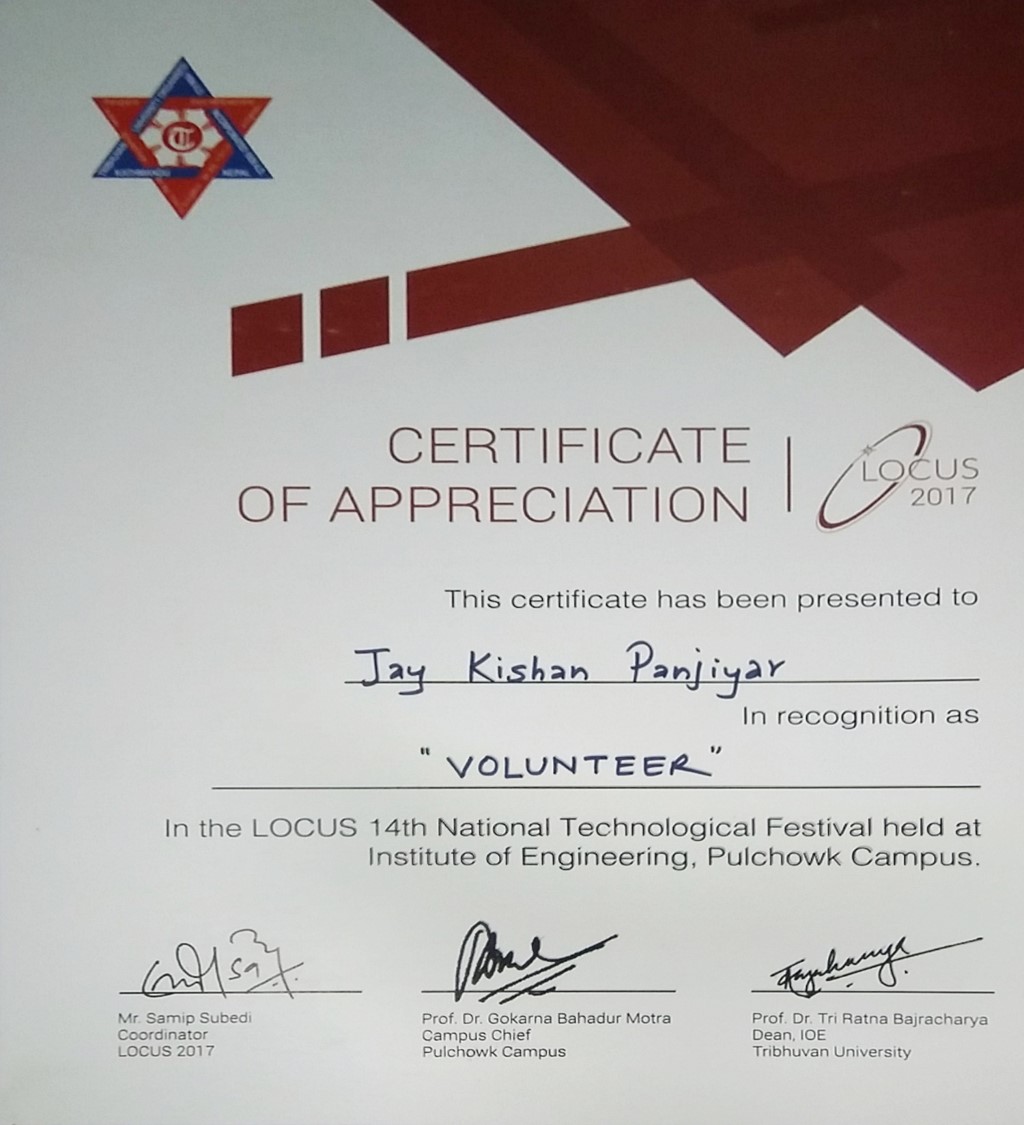 CERTIFICATE
OF APPRECIATION
LOCUS
2017
This certificate has been presented to
Jay Kishan Panjiyar
In recognition as
"VOLUNTEER"
In the LOCUS 14th National Technological Festival held at
Institute of Engineering, Pulchowk Campus.
Mr. Samip Subedi
Coordinator
LOCUS 2017
Prof. Dr. Gokarna Bahadur Motra
Campus Chief
Pulchowk Campus
Prof. Dr. Tri Ratna Bajracharya
Dean, IOE
Tribhuvan University